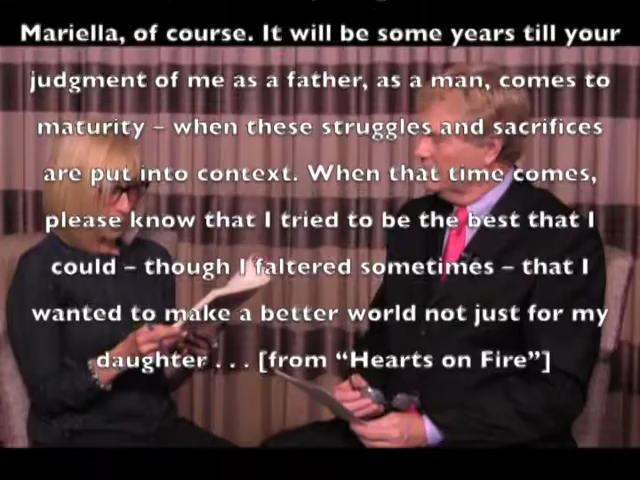 Mariella, of course. It will be some years till your
judgment of me as a father, as a man, comes to
maturity – when these struggles and sacrifices
are put into context. When that time comes,
please know that I tried to be the best that I
could – though I faltered sometimes – that I
wanted to make a better world not just for my
daughter . . . [from “Hearts on Fire”]